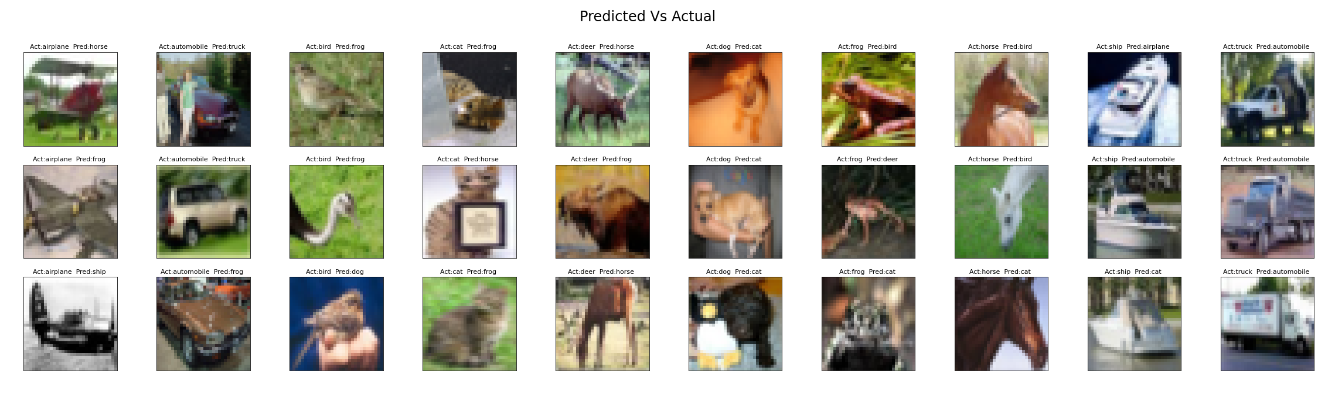 Predicted Vs Actual
Act:airplane Pred:horse
Act:automobile Pred:truck
Act:bird Pred:frog
Act:cat Pred:frog
Act:deer Pred:horse
Act:dog Pred:cat
Act:frog Pred:bird
Act:horse Pred:bird
Act:ship Pred:airplane
Act:truck Pred:automobile
Act:airplane Pred:frog
Act:automobile Pred:truck
Act:bird Pred:frog
Act:cat Pred:horse
Act:deer Pred:frog
Act:dog Pred:cat
Act:frog Pred:deer
Act:horse Pred:bird
Act:ship Pred:automobile
Act:truck Pred:automobile
Act:airplane Pred:ship
Act:automobile Pred:frog
Act:bird Pred:dog
Act:cat Pred:frog
Act:deer Pred:horse
Act:dog Pred:cat
Act:frog Pred:cat
Act:horse Pred:cat
Act:ship Pred:cat
Act:truck Pred:automobile